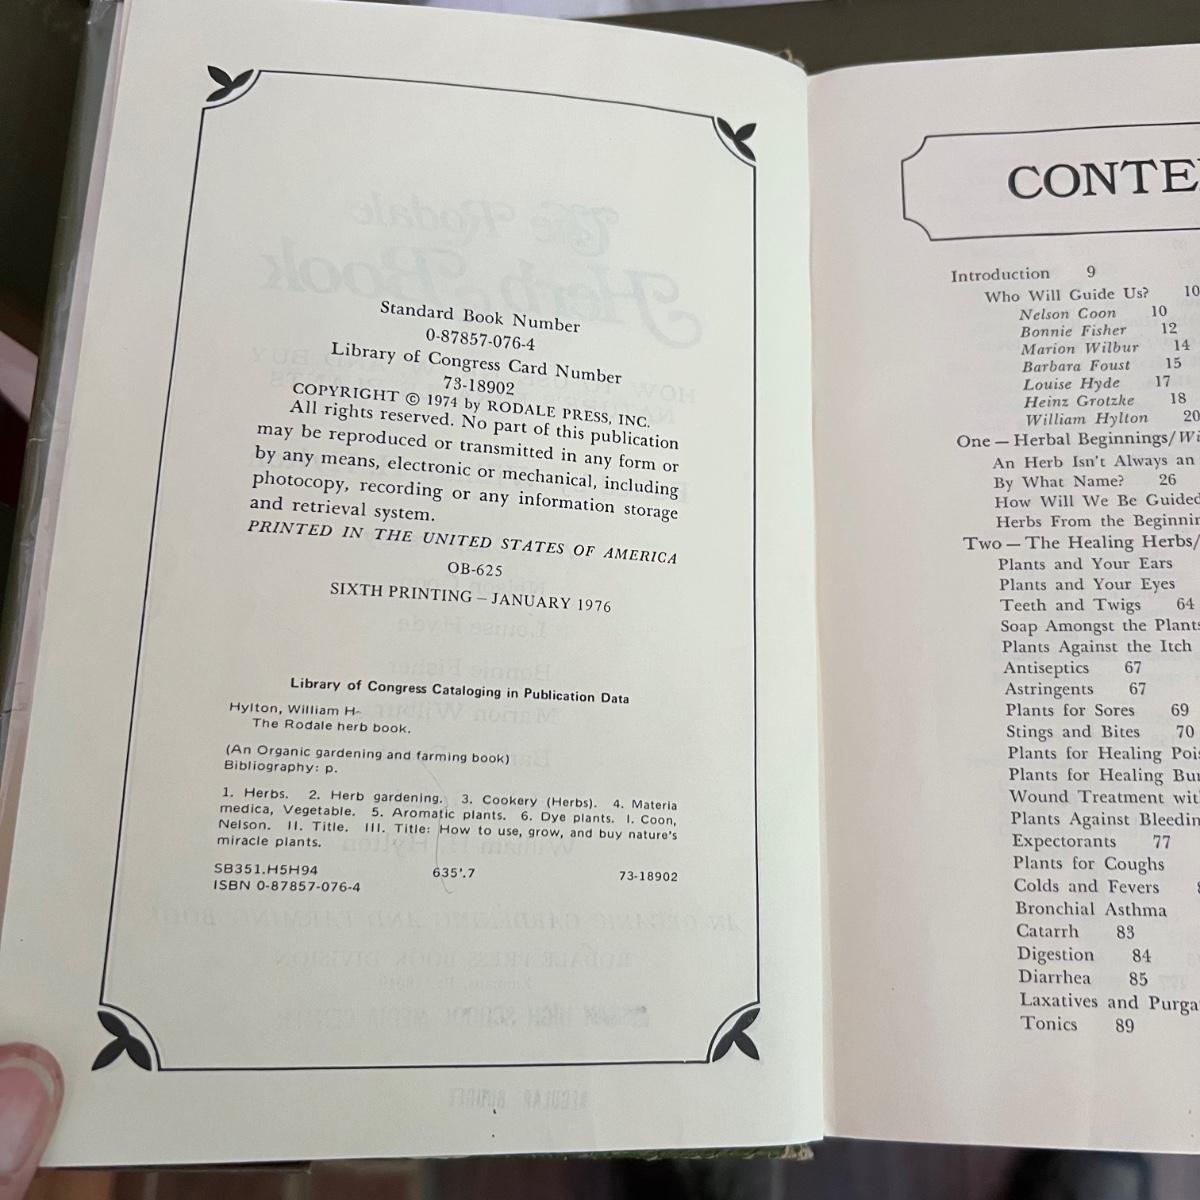 Standard Book Number
0-87857-076-4
Library of Congress Card Number
73-18902
COPYRIGHT © 1974 by RODALE PRESS, INC.
All rights reserved. No part of this publication
may be reproduced or transmitted in any form or
by any means, electronic or mechanical, including
photocopy, recording or any information storage
and retrieval system.
PRINTED IN THE UNITED STATES OF AMERICA
OB-625
SIXTH PRINTING – JANUARY 1976
Library of Congress Cataloging in Publication Data
Hylton, William H
The Rodale herb book.
(An Organic gardening and farming book)
Bibliography: p.
1. Herbs. 2. Herb gardening. 3. Cookery (Herbs). 4. Materia
medica, Vegetable. 5. Aromatic plants. 6. Dye plants. I. Coon,
Nelson. II. Title. III. Title: How to use, grow, and buy nature's
miracle plants.
SB351.H5H94 635'.7 73-18902
ISBN 0-87857-076-4
CONTE
Introduction 9
Who Will Guide Us? 10
Nelson Coon 10
Bonnie Fisher 12
Marion Wilbur 14
Barbara Foust 15
Louise Hyde 17
Heinz Grotzke 18
William Hylton 20
One — Herbal Beginnings/Wi
An Herb Isn't Always an
By What Name? 26
How Will We Be Guided
Herbs From the Beginnin
Two — The Healing Herbs/
Plants and Your Ears
Plants and Your Eyes
Teeth and Twigs 64
Soap Amongst the Plants
Plants Against the Itch
Antiseptics 67
Astringents 67
Plants for Sores 69
Stings and Bites 70
Plants for Healing Pois
Plants for Healing Bur
Wound Treatment wit
Plants Against Bleedin
Expectorants 77
Plants for Coughs
Colds and Fevers
Bronchial Asthma
Catarrh 83
Digestion 84
Diarrhea 85
Laxatives and Purga
Tonics 89